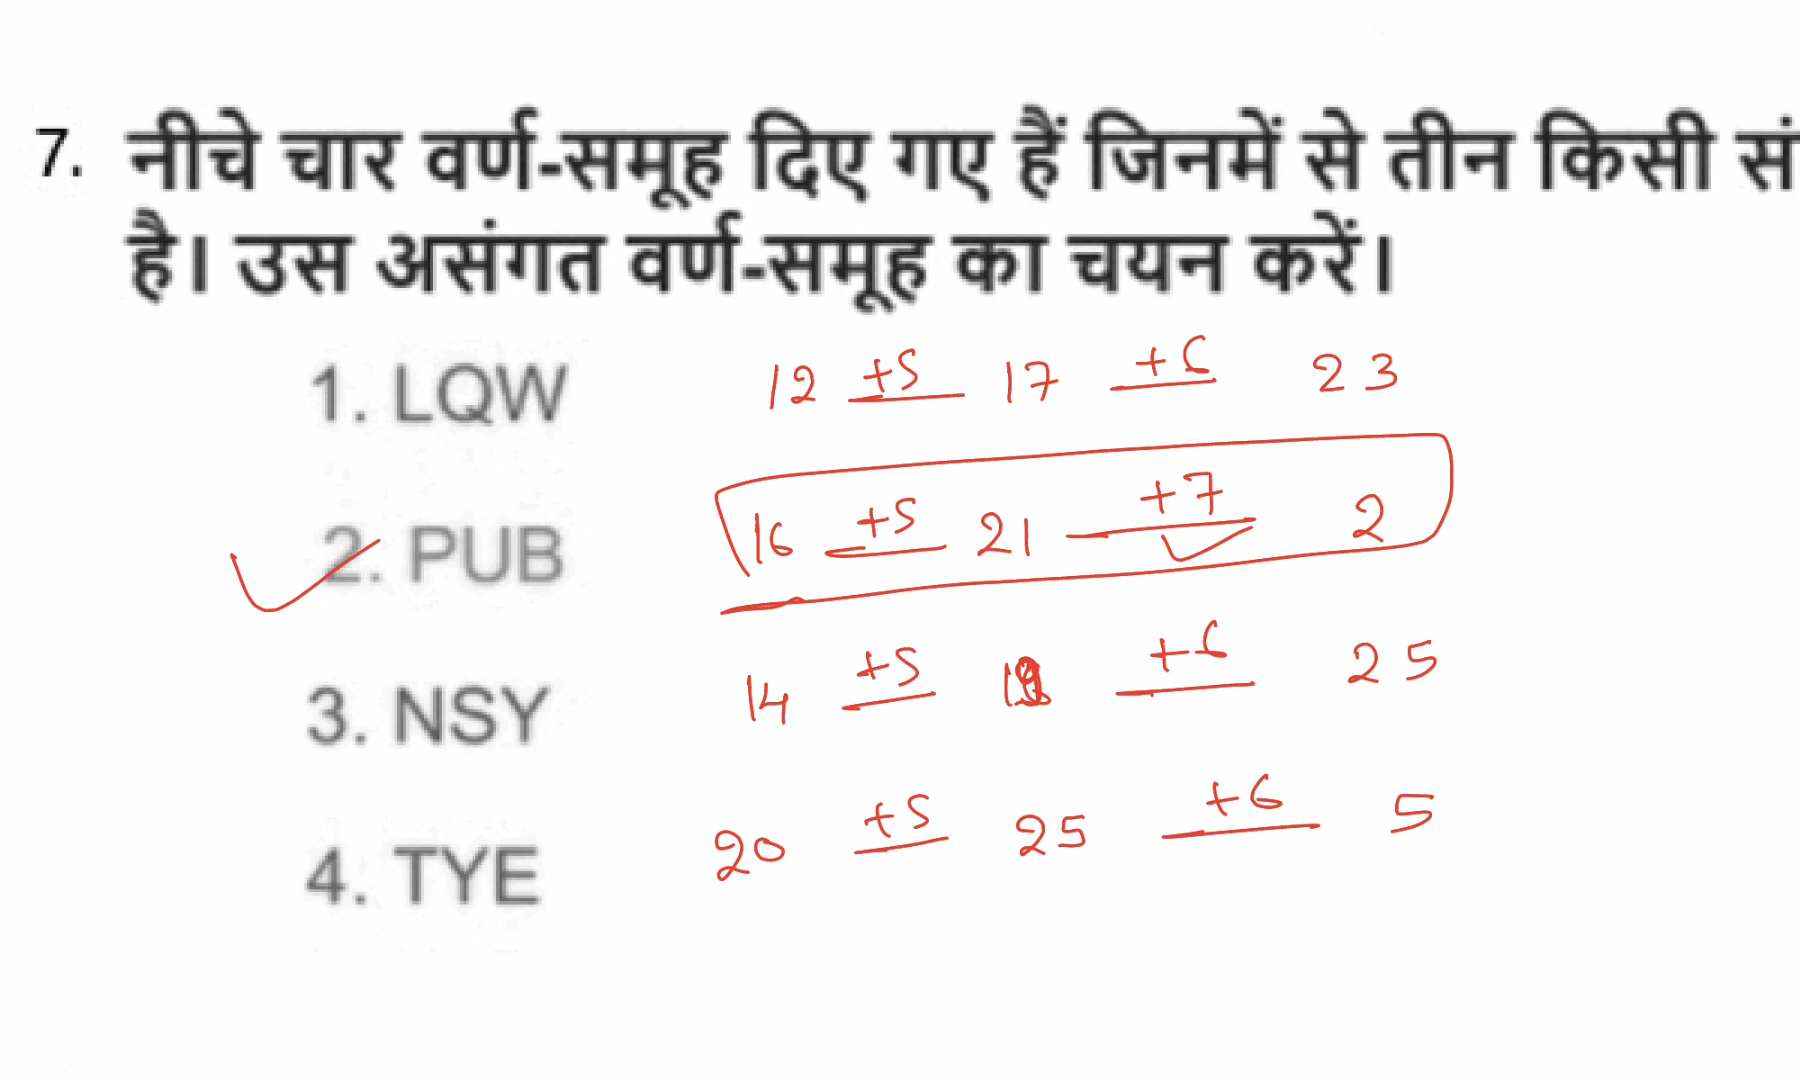 7. नीचे चार वर्ण-समूह दिए गए हैं जिनमें से तीन किसी
है। उस असंगत वर्ण-समूह का चयन करें।
1. LQW 12 +5 17 +6 23
2. PUB 16 +5 21 +7 2
3. NSY 14 +5 19 +6 25
4. TYE 20 +5 25 +6 5